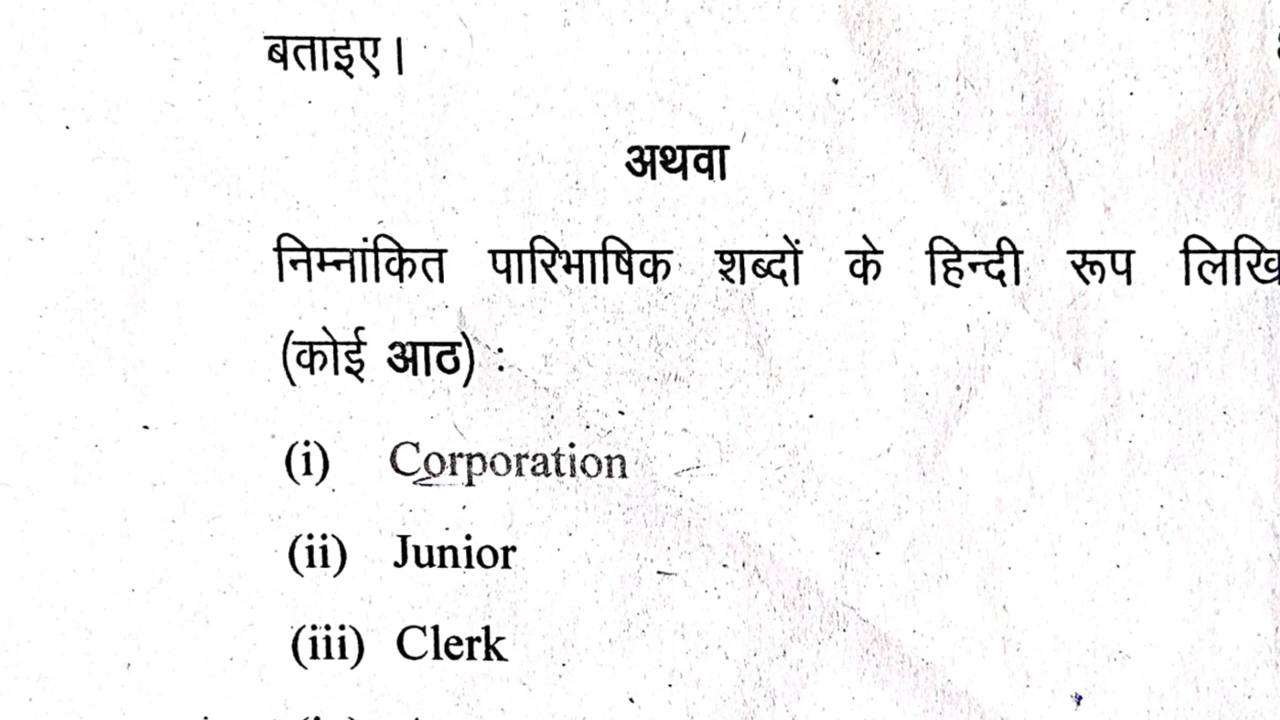 बताइए।
अथवा
निम्नांकित पारिभाषिक शब्दों के हिन्दी रूप
(कोई आठ) :
(i) Corporation
(ii) Junior
(iii) Clerk